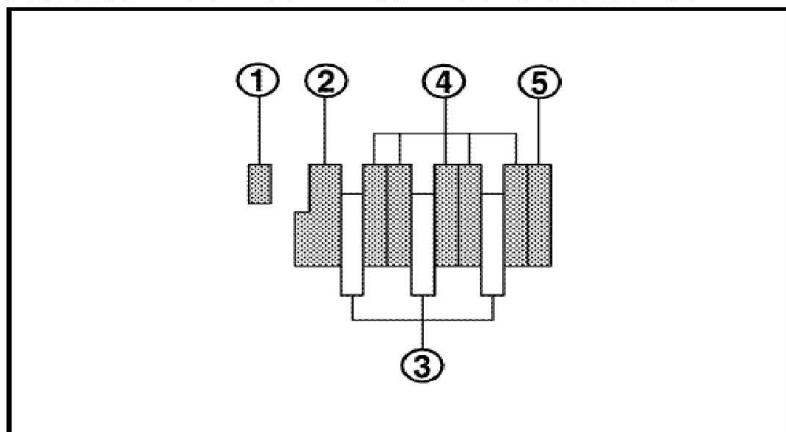 ① ② ④ ⑤
③